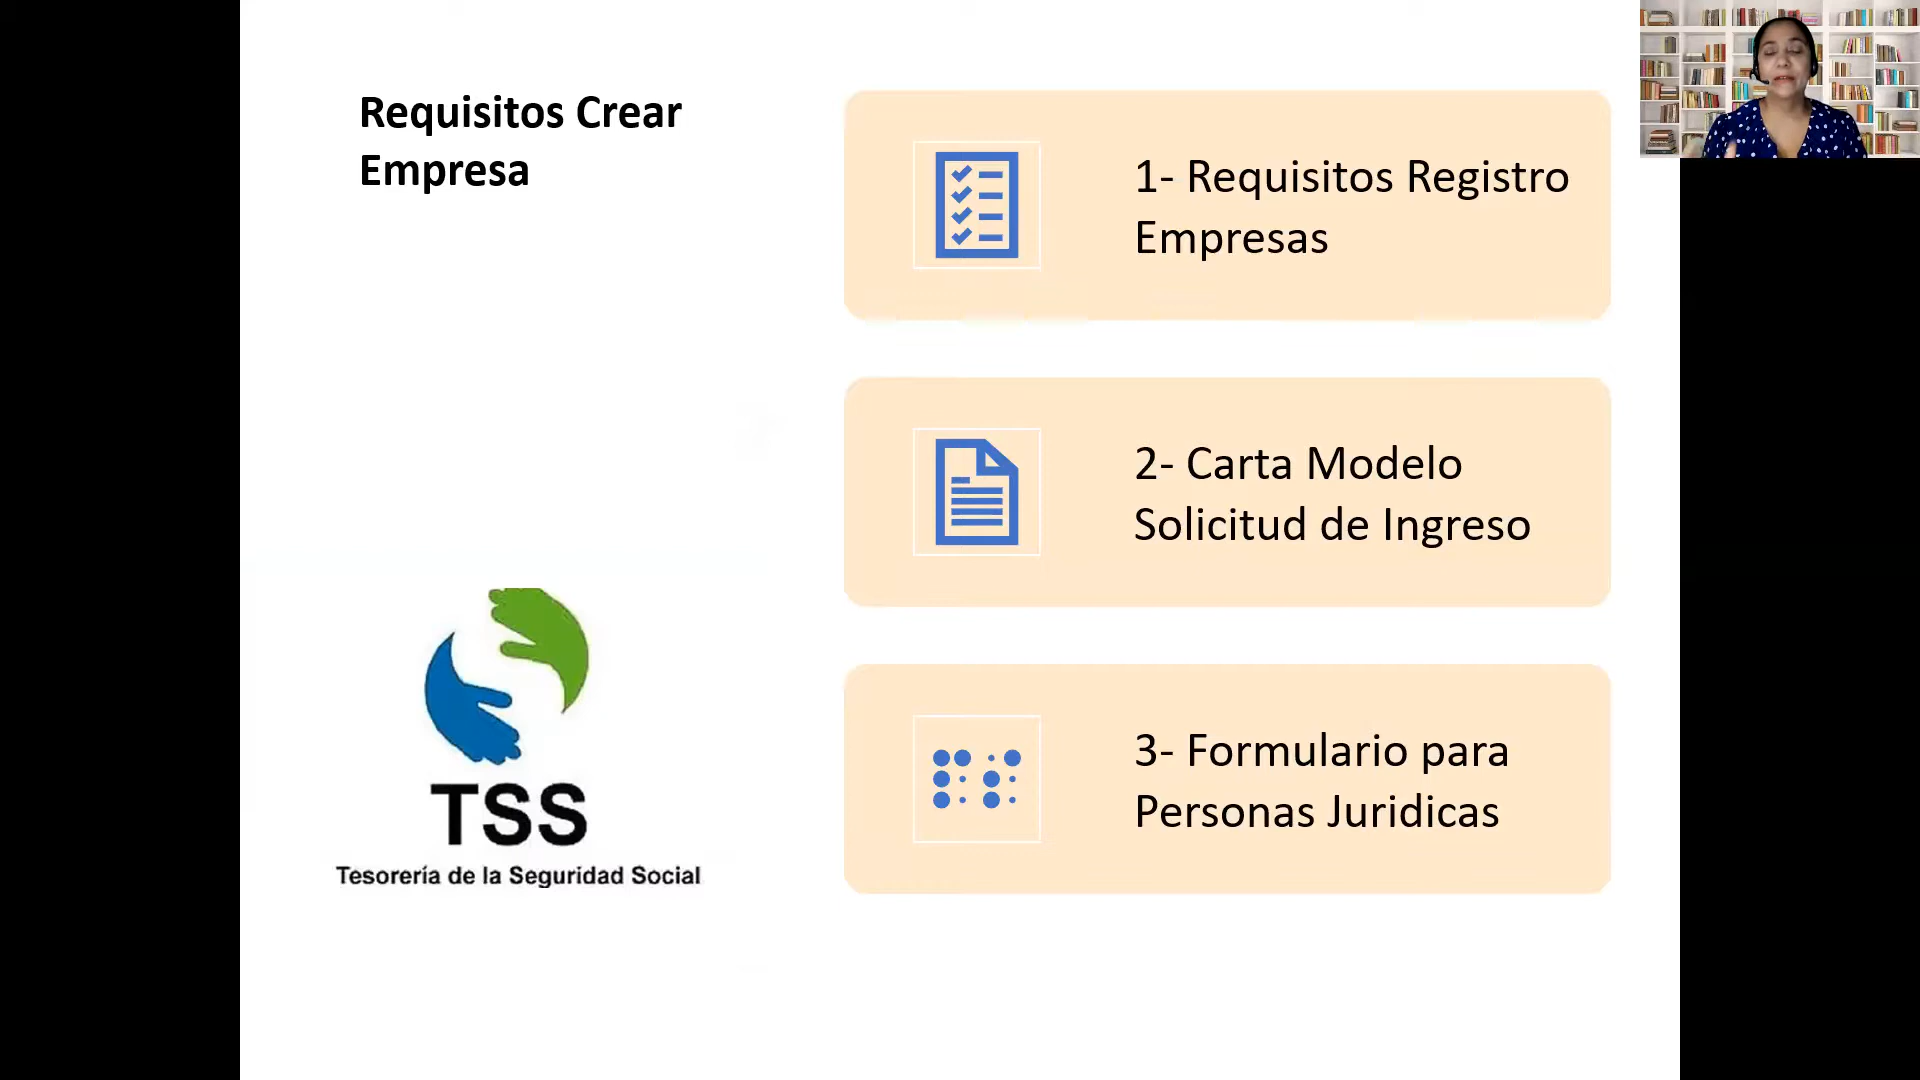 Requisitos Crear
Empresa
1- Requisitos Registro
Empresas
2- Carta Modelo
Solicitud de Ingreso
3- Formulario para
Personas Juridicas
TSS
Tesorería de la Seguridad Social